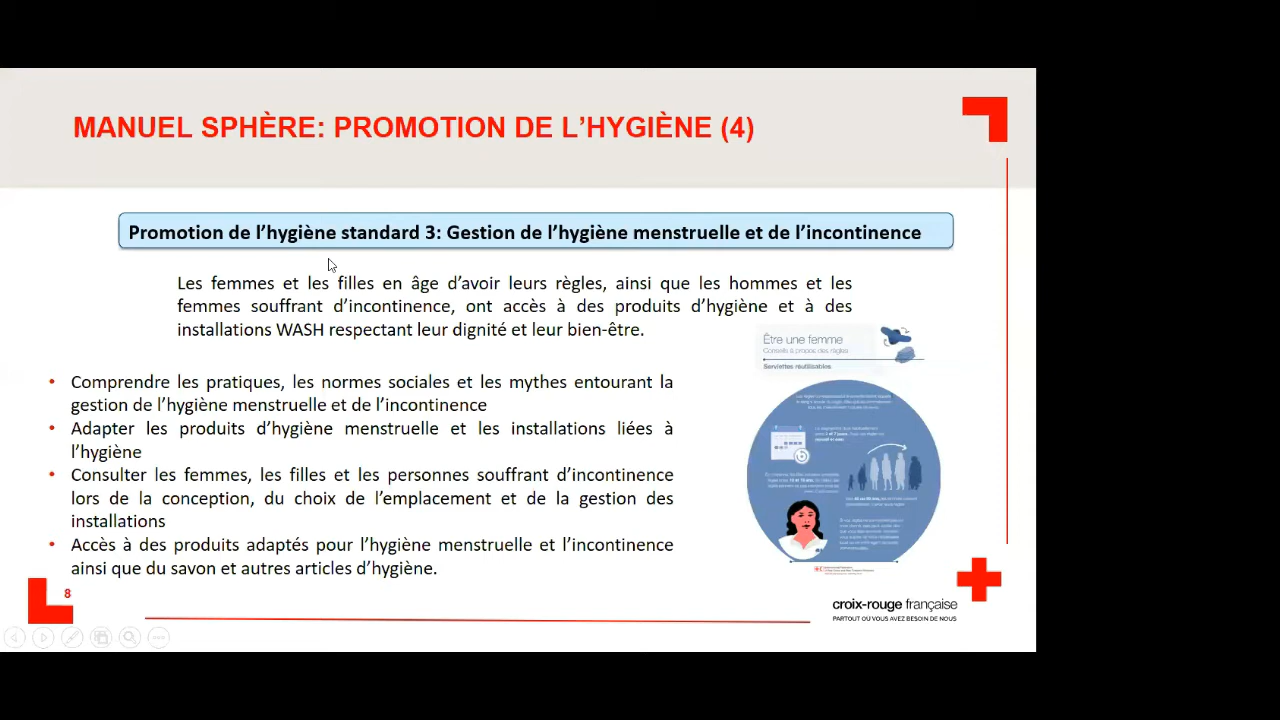 MANUEL SPHÈRE: PROMOTION DE L’HYGIÈNE (4)
Promotion de l’hygiène standard 3: Gestion de l’hygiène menstruelle et de l’incontinence
Les femmes et les filles en âge d’avoir leurs règles, ainsi que les hommes et les
femmes souffrant d’incontinence, ont accès à des produits d’hygiène et à des
installations WASH respectant leur dignité et leur bien-être.
• Comprendre les pratiques, les normes sociales et les mythes entourant la
gestion de l’hygiène menstruelle et de l’incontinence
• Adapter les produits d’hygiène menstruelle et les installations liées à
l’hygiène
• Consulter les femmes, les filles et les personnes souffrant d’incontinence
lors de la conception, du choix de l’emplacement et de la gestion des
installations
• Accès à des produits adaptés pour l’hygiène menstruelle et l’incontinence
ainsi que du savon et autres articles d’hygiène.
Être une femme
Conseils à propos des règles
Serviettes réutilisables
8
croix-rouge française
PARTOUT OÙ VOUS AVEZ BESOIN DE NOUS